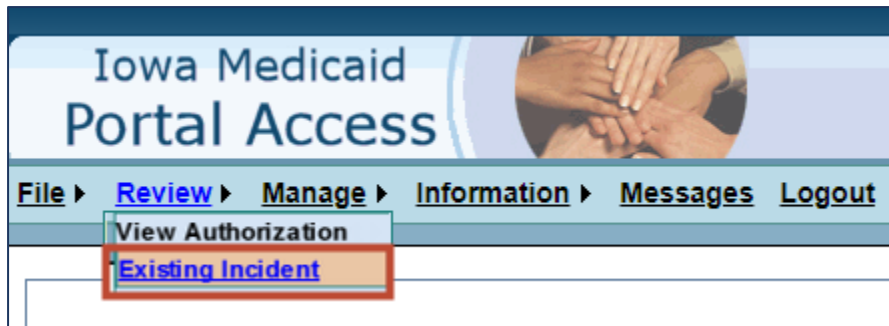 Iowa Medicaid
Portal Access
File Review Manage Information Messages Logout
View Authorization
Existing Incident